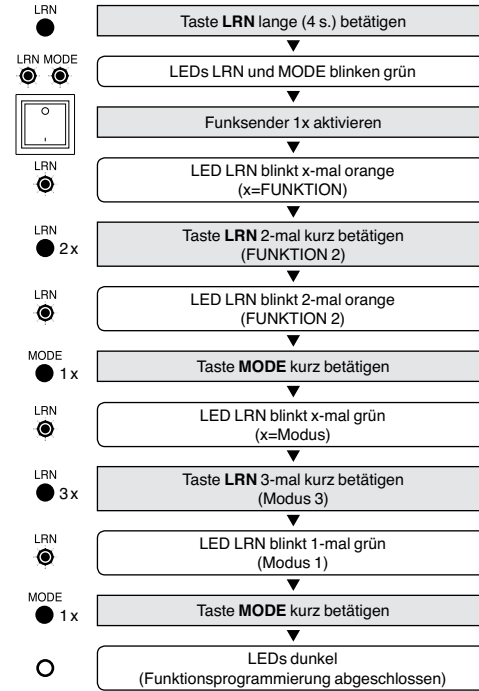 LRN
Taste LRN lange (4 s.) betätigen
LRN MODE
LEDs LRN und MODE blinken grün
Funksender 1x aktivieren
LRN
LED LRN blinkt x-mal orange
(x=FUNKTION)
LRN
2x
Taste LRN 2-mal kurz betätigen
(FUNKTION 2)
LRN
LED LRN blinkt 2-mal orange
(FUNKTION 2)
MODE
1x
Taste MODE kurz betätigen
LRN
LED LRN blinkt x-mal grün
(x=Modus)
LRN
3x
Taste LRN 3-mal kurz betätigen
(Modus 3)
LRN
LED LRN blinkt 1-mal grün
(Modus 1)
MODE
1x
Taste MODE kurz betätigen
LEDs dunkel
(Funktionsprogrammierung abgeschlossen)